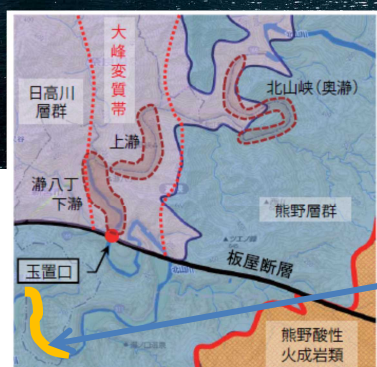 大峰変質帯
日高川
層群
北山峡(奥瀞)
上瀞
瀞八丁
下瀞
熊野層群
玉置口
板屋断層
熊野酸性
火成岩類